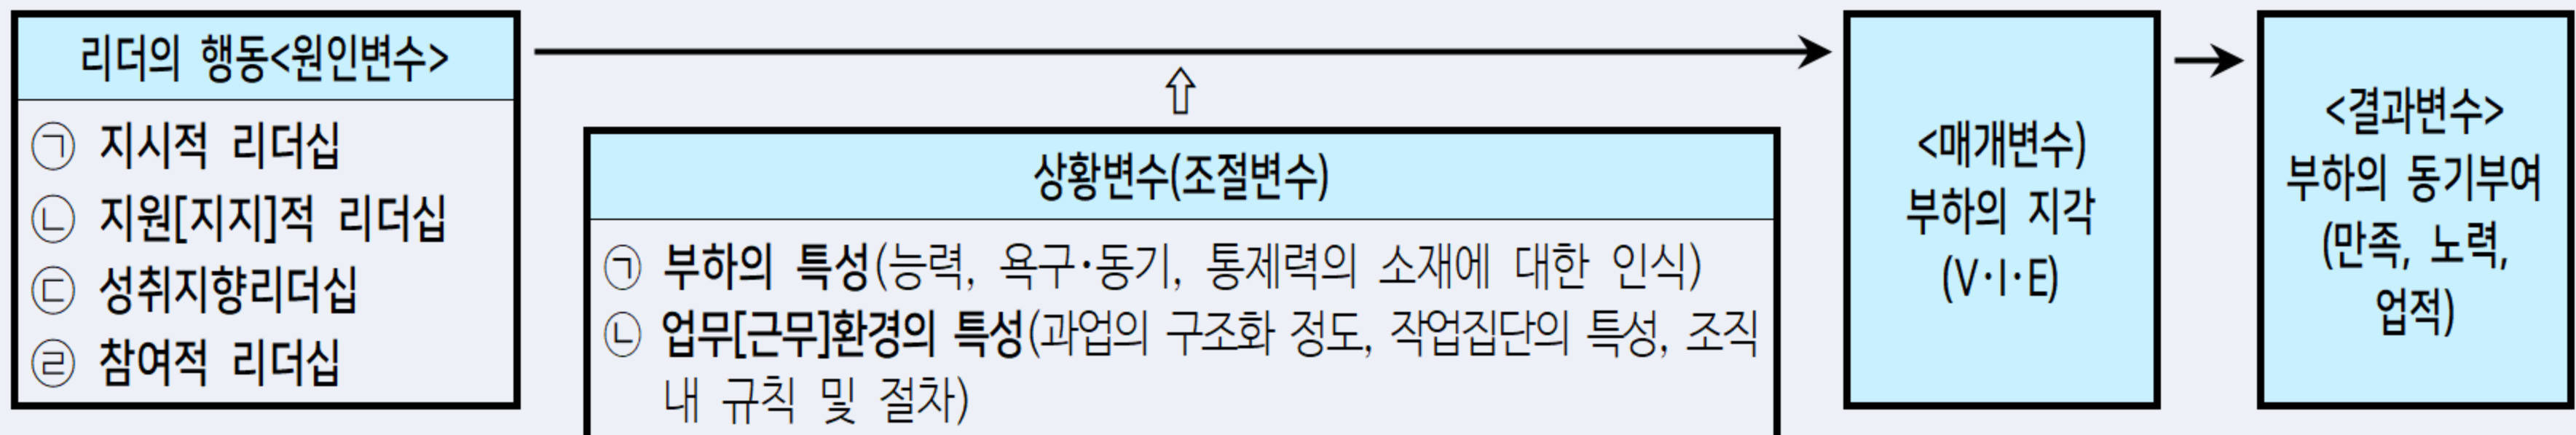 리더의 행동<원인변수>
㉠ 지시적 리더십
㉡ 지원[지지]적 리더십
㉢ 성취지향리더십
㉣ 참여적 리더십
상황변수(조절변수)
㉠ 부하의 특성(능력, 욕구·동기, 통제력의 소재에 대한 인식)
㉡ 업무[근무]환경의 특성(과업의 구조화 정도, 작업집단의 특성, 조직
내 규칙 및 절차)
<매개변수)
부하의 지각
(V·I·E)
<결과변수>
부하의 동기부여
(만족, 노력,
업적)